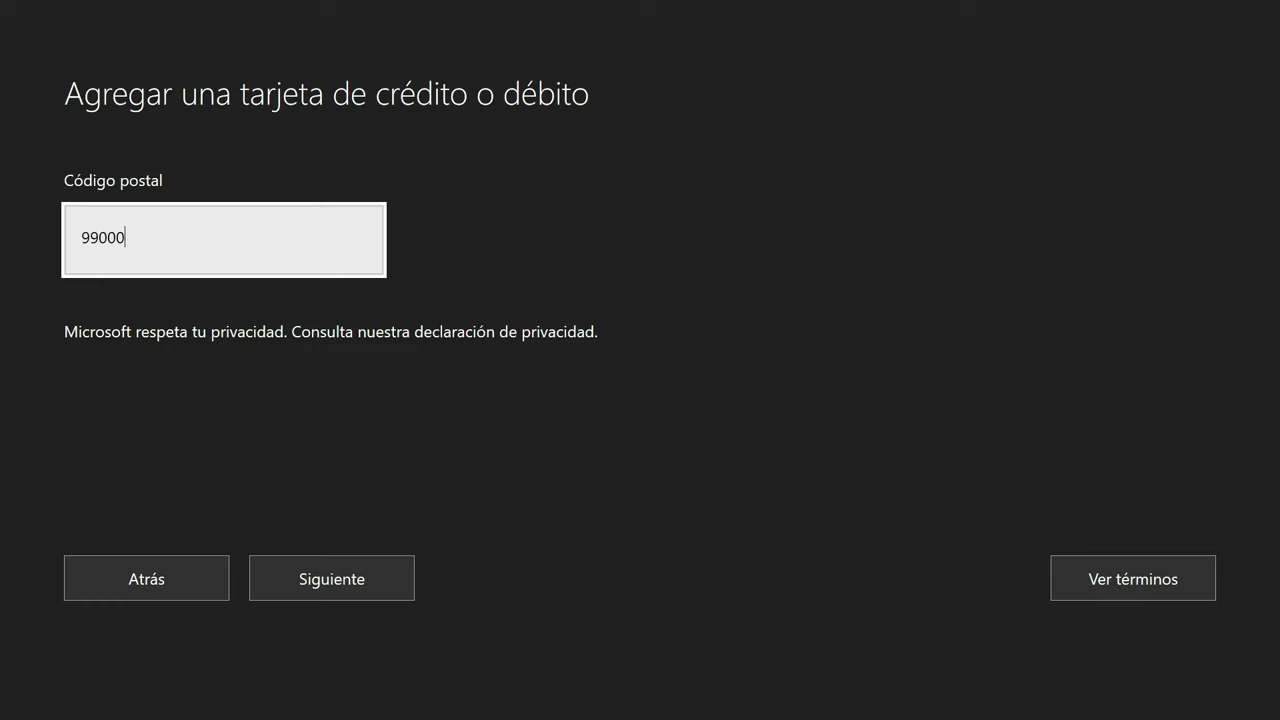 Agregar una tarjeta de crédito o débito
Código postal
99000
Microsoft respeta tu privacidad. Consulta nuestra declaración de privacidad.
Atrás
Siguiente
Ver términos